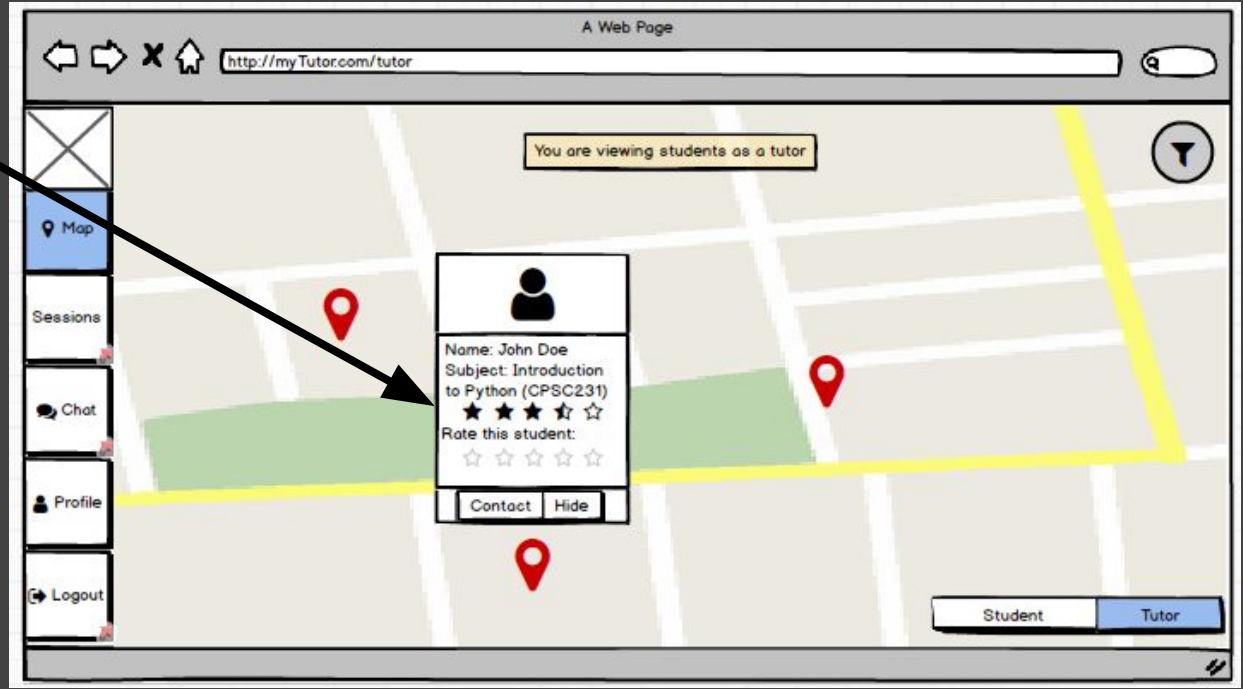 A Web Page
http://myTutor.com/tutor
You are viewing students as a tutor
Map
Sessions
Chat
Profile
Logout
Name: John Doe
Subject: Introduction
to Python (CPSC231)
Rate this student:
Contact Hide
Student Tutor